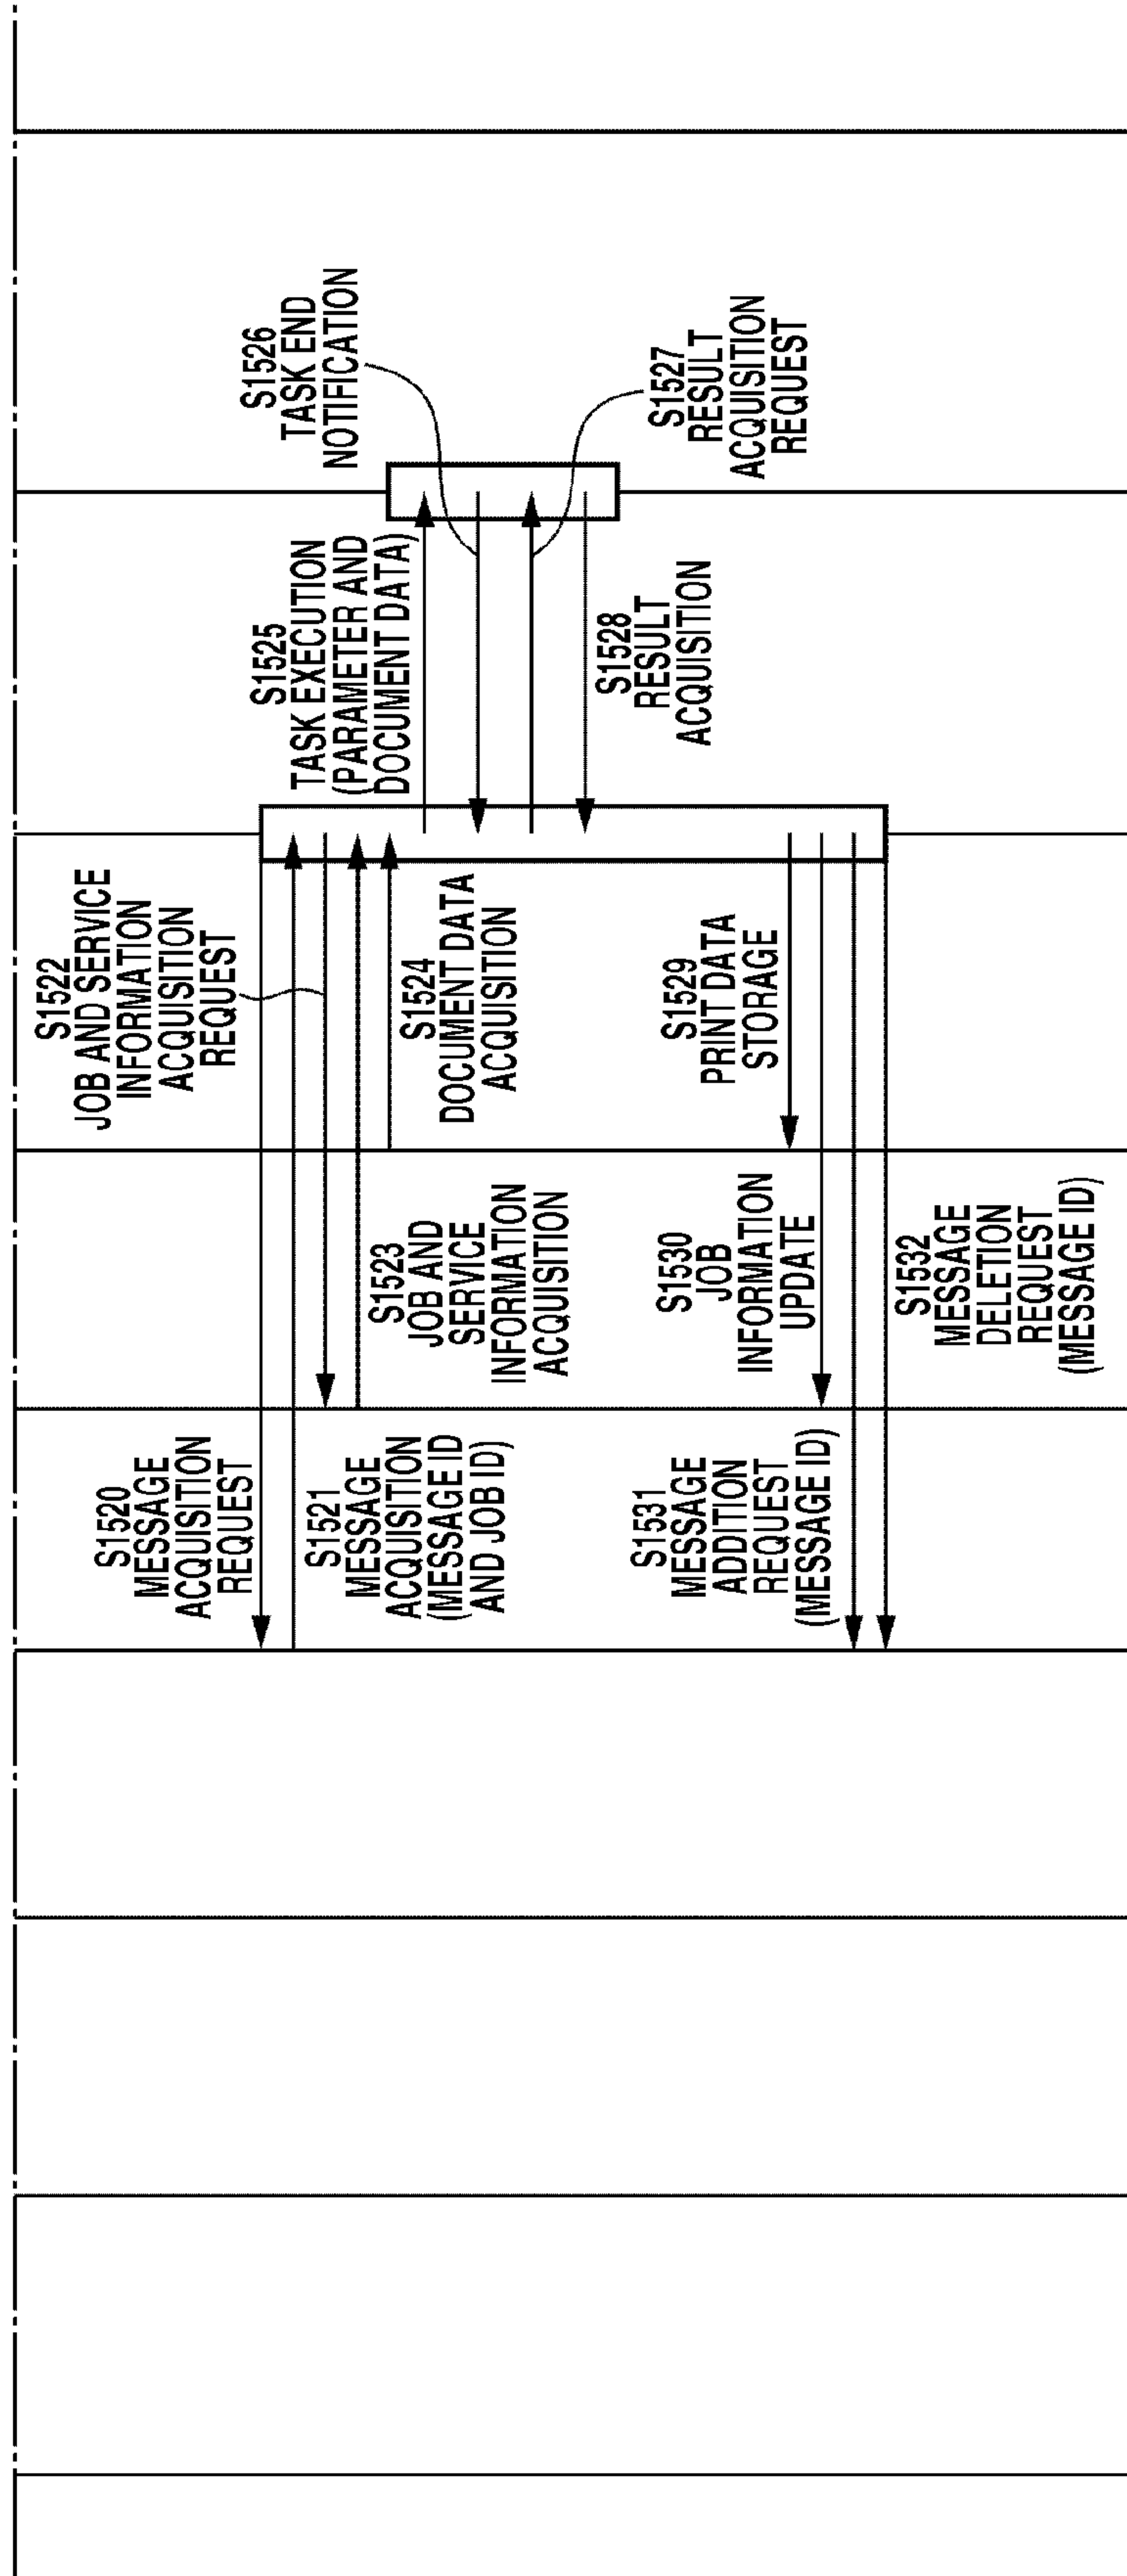 S1520
MESSAGE
ACQUISITION
REQUEST
S1521
MESSAGE
ACQUISITION
(MESSAGE ID
AND JOB ID)
S1522
JOB AND SERVICE
INFORMATION
ACQUISITION
REQUEST
S1523
JOB AND
SERVICE
INFORMATION
ACQUISITION
S1524
DOCUMENT DATA
ACQUISITION
S1525
TASK EXECUTION
(PARAMETER AND
DOCUMENT DATA)
S1526
TASK END
NOTIFICATION
S1527
RESULT
ACQUISITION
REQUEST
S1528
RESULT
ACQUISITION
S1529
PRINT DATA
STORAGE
S1530
JOB
INFORMATION
UPDATE
S1531
MESSAGE
ADDITION
REQUEST
(MESSAGE ID)
S1532
MESSAGE
DELETION
REQUEST
(MESSAGE ID)